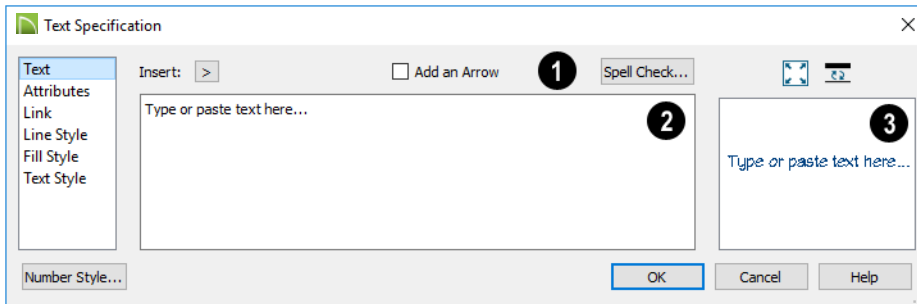 Text Specification
Text
Attributes
Link
Line Style
Fill Style
Text Style
Insert: >
Add an Arrow
1
Spell Check...
Type or paste text here...
2
3
Type or paste text here...
Number Style...
OK
Cancel
Help